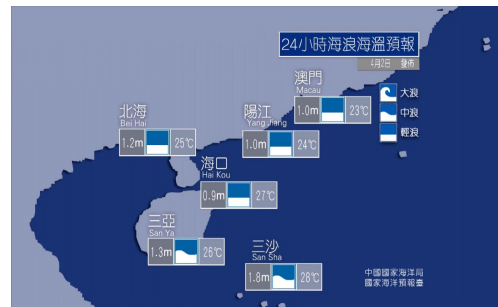 24小時海浪海溫預報
4月2日 發佈
澳門
Macau
1.0m 23℃
大浪
中浪
輕浪
北海
Bei Hai
1.2m 25℃
陽江
Yang Jiang
1.0m 24℃
海口
Hai Kou
0.9m 27℃
三亞
San Ya
1.3m 26℃
三沙
San Sha
1.8m 28℃
中國國家海洋局
國家海洋預報臺